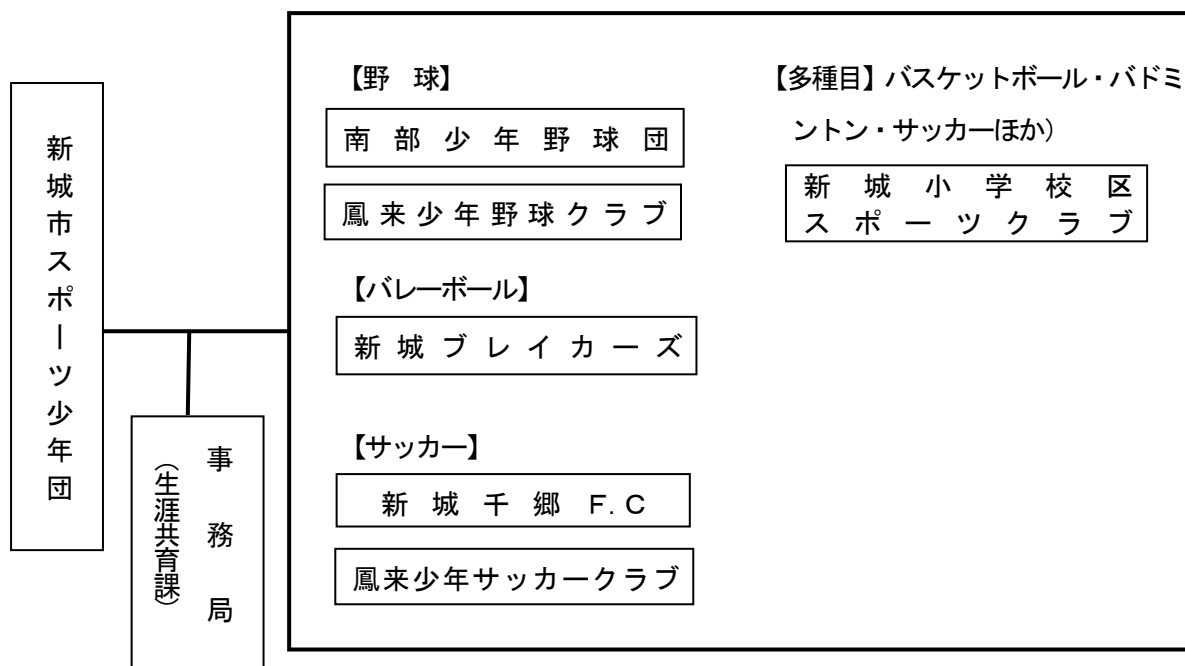 新城市スポーツ少年団
事務局
（生涯共育課）
【野　球】
南部少年野球団
鳳来少年野球クラブ
【バレーボール】
新城ブレイカーズ
【サッカー】
新城千郷 F.C
鳳来少年サッカークラブ
【多種目】バスケットボール・バドミ
ントン・サッカーほか）
新城小学校区
スポーツクラブ